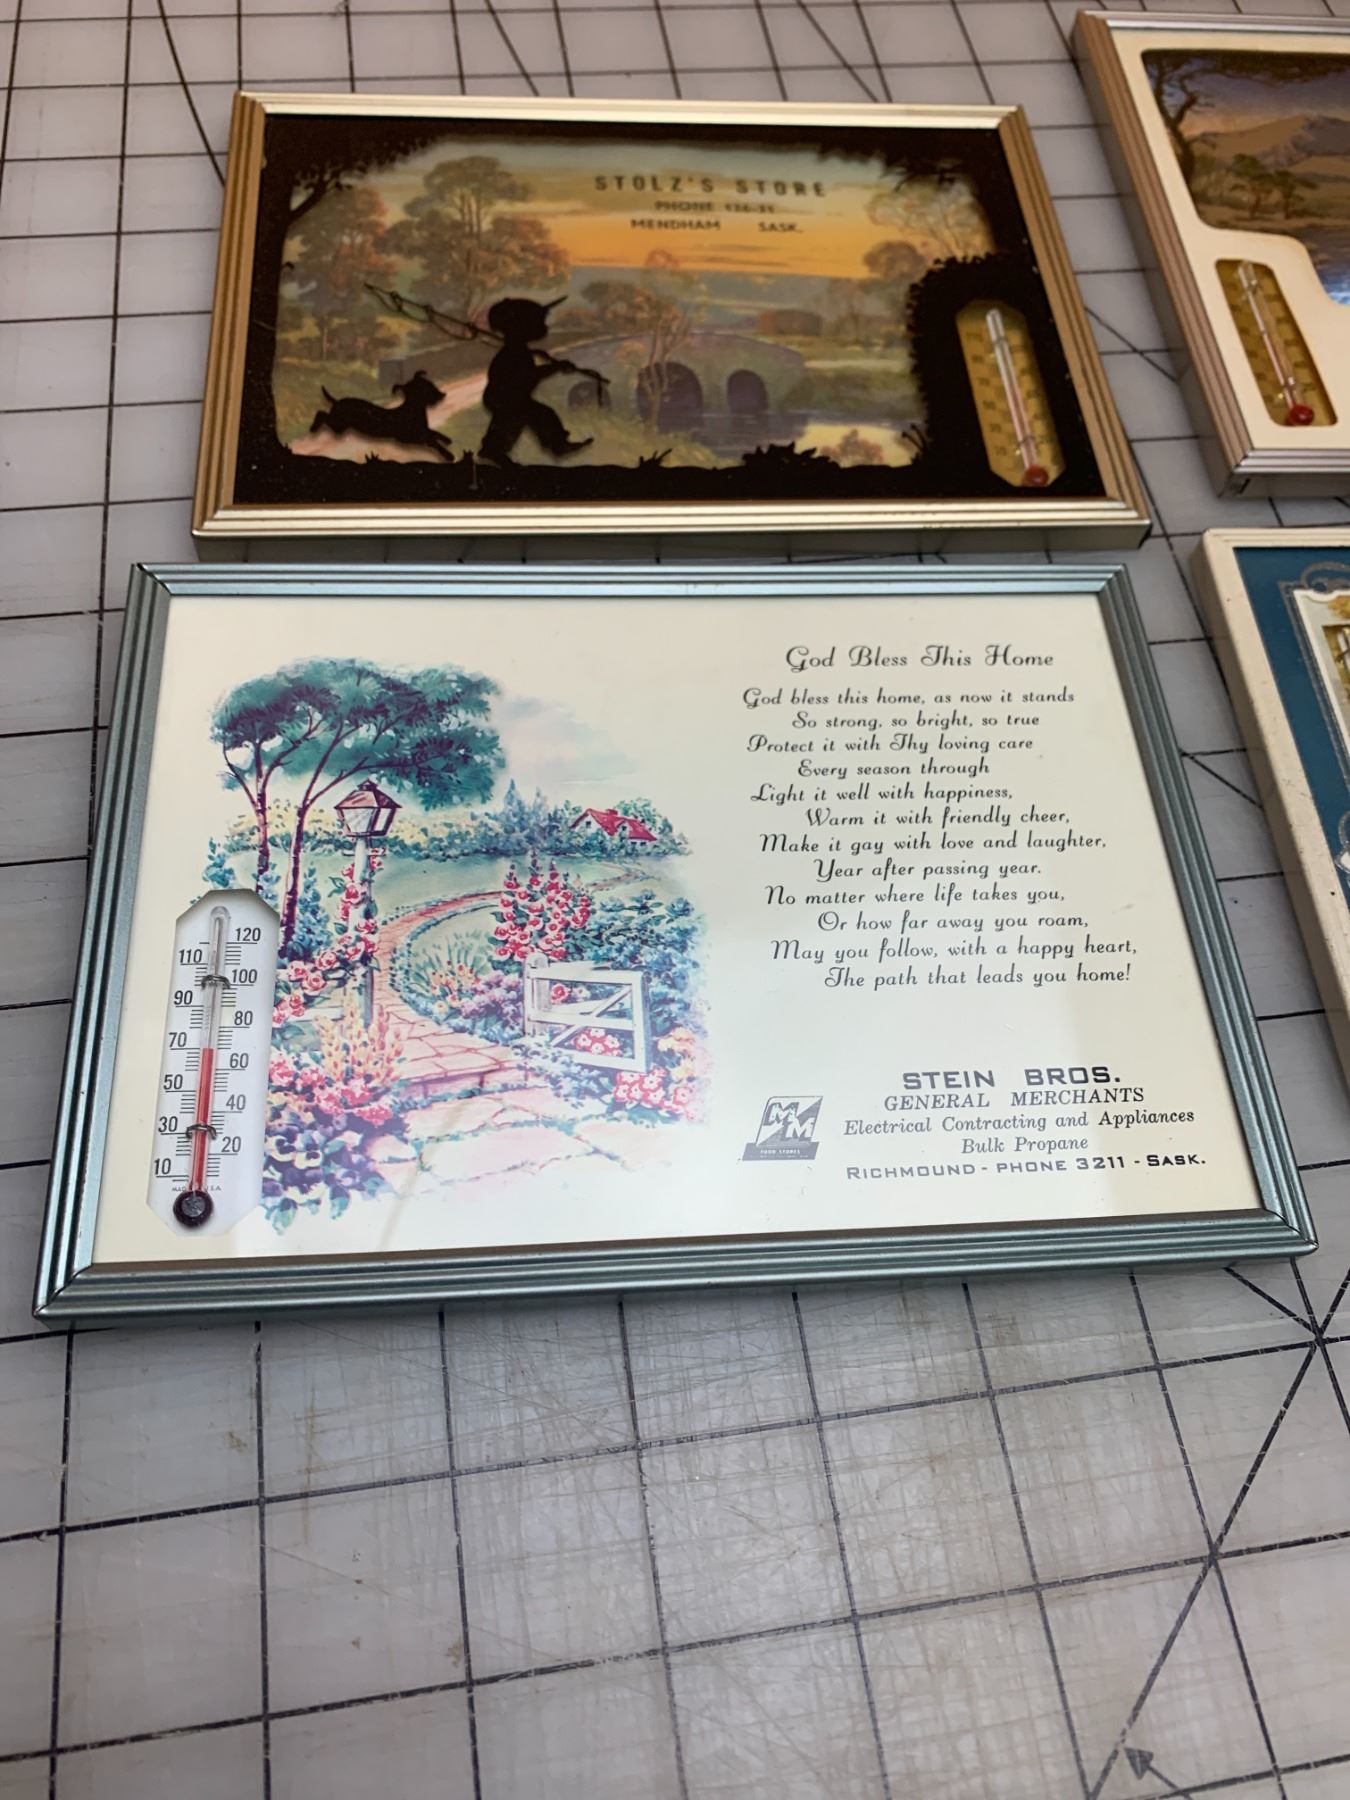 STOLZ'S STORE
PHONE
MENDHAM SASK.
God Bless This Home
God bless this home, as now it stands
So strong, so bright, so true
Protect it with Thy loving care
Every season through
Light it well with happiness,
Warm it with friendly cheer,
Make it gay with love and laughter,
Year after passing year.
No matter where life takes you,
Or how far away you roam,
May you follow, with a happy heart,
The path that leads you home!
120
110
100
90
80
70
60
50
40
30
20
10
STEIN BROS.
GENERAL MERCHANTS
Electrical Contracting and Appliances
Bulk Propane
RICHMOUND - PHONE 3211 - SASK.
MM
FOOD STORES